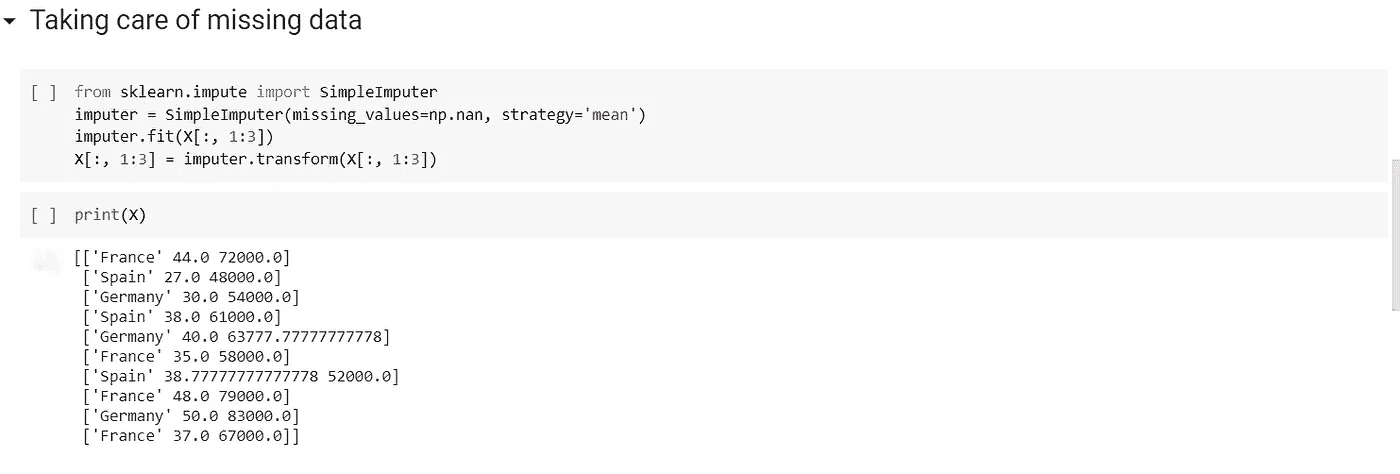 Taking care of missing data
[ ] from sklearn.impute import SimpleImputer
imputer = SimpleImputer(missing_values=np.nan, strategy='mean')
imputer.fit(X[:, 1:3])
X[:, 1:3] = imputer.transform(X[:, 1:3])
[ ] print(X)
[['France' 44.0 72000.0]
['Spain' 27.0 48000.0]
['Germany' 30.0 54000.0]
['Spain' 38.0 61000.0]
['Germany' 40.0 63777.77777777778]
['France' 35.0 58000.0]
['Spain' 38.77777777777778 52000.0]
['France' 48.0 79000.0]
['Germany' 50.0 83000.0]
['France' 37.0 67000.0]]